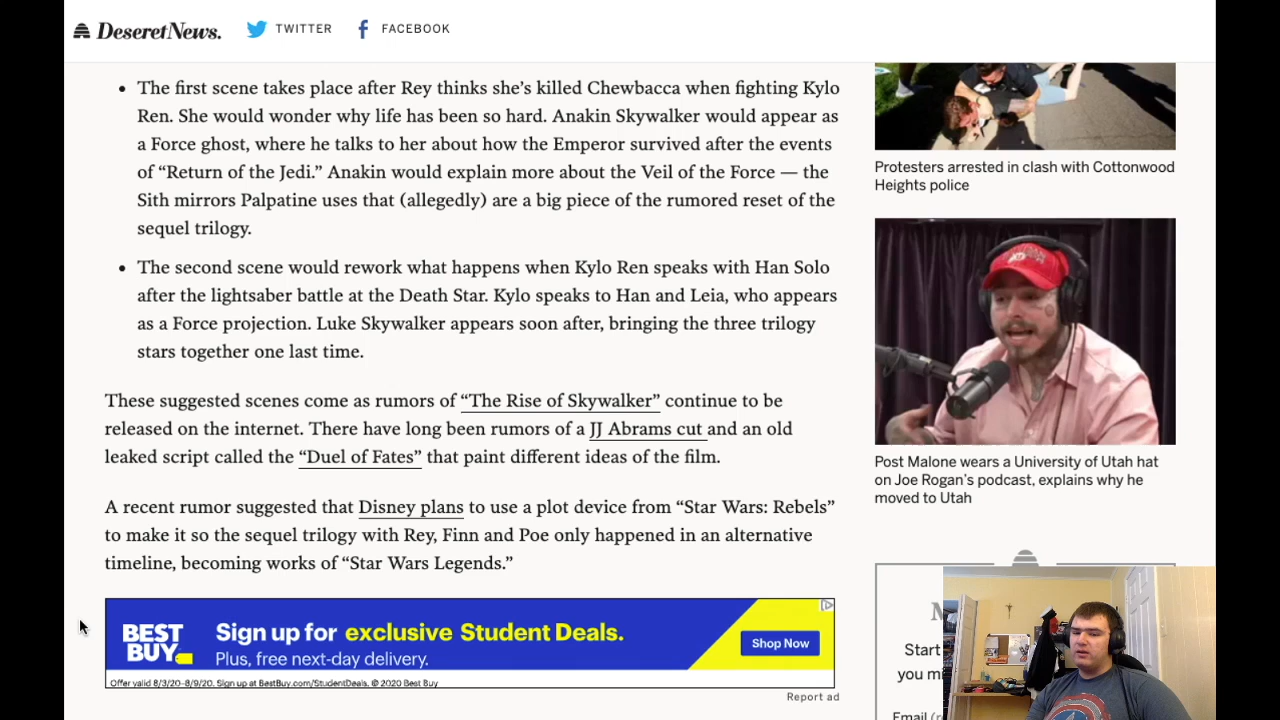 DeseretNews.
TWITTER
FACEBOOK
The first scene takes place after Rey thinks she’s killed Chewbacca when fighting Kylo
Ren. She would wonder why life has been so hard. Anakin Skywalker would appear as
a Force ghost, where he talks to her about how the Emperor survived after the events
of “Return of the Jedi.” Anakin would explain more about the Veil of the Force — the
Sith mirrors Palpatine uses that (allegedly) are a big piece of the rumored reset of the
sequel trilogy.
The second scene would rework what happens when Kylo Ren speaks with Han Solo
after the lightsaber battle at the Death Star. Kylo speaks to Han and Leia, who appears
as a Force projection. Luke Skywalker appears soon after, bringing the three trilogy
stars together one last time.
These suggested scenes come as rumors of “The Rise of Skywalker” continue to be
released on the internet. There have long been rumors of a JJ Abrams cut and an old
leaked script called the “Duel of Fates” that paint different ideas of the film.
A recent rumor suggested that Disney plans to use a plot device from “Star Wars: Rebels”
to make it so the sequel trilogy with Rey, Finn and Poe only happened in an alternative
timeline, becoming works of “Star Wars Legends.”
BEST
BUY
Sign up for exclusive Student Deals.
Plus, free next-day delivery.
Shop Now
Offer valid 8/3/20-8/9/20. Sign up at BestBuy.com/StudentDeals. © 2020 Best Buy
Report ad
Protesters arrested in clash with Cottonwood
Heights police
Post Malone wears a University of Utah hat
on Joe Rogan’s podcast, explains why he
moved to Utah
Start
you m
Email